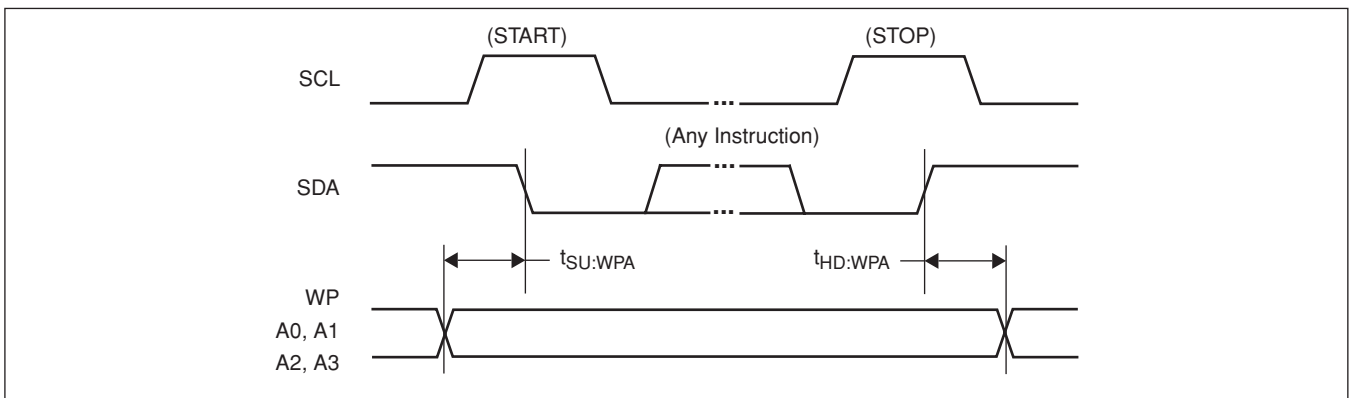 (START)
(STOP)
SCL
(Any Instruction)
SDA
tSU:WPA
tHD:WPA
WP
A0, A1
A2, A3